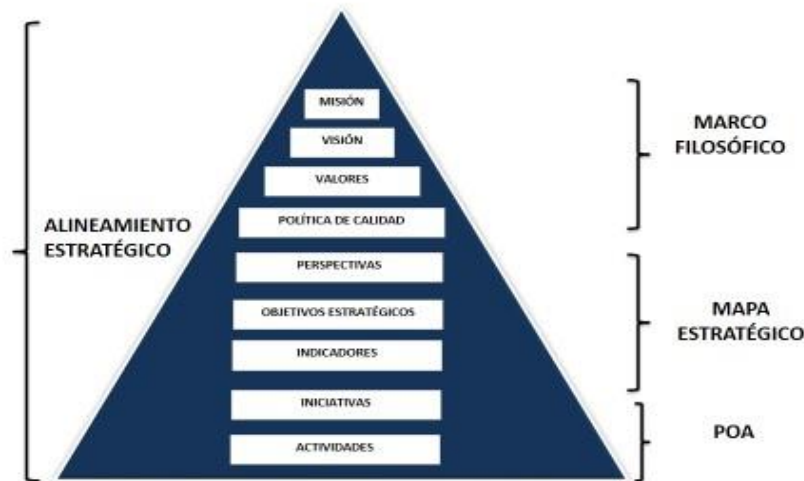 MISIÓN
VISIÓN
VALORES
POLÍTICA DE CALIDAD
PERSPECTIVAS
OBJETIVOS ESTRATÉGICOS
INDICADORES
INICIATIVAS
ACTIVIDADES
ALINEAMIENTO
ESTRATÉGICO
MARCO
FILOSÓFICO
MAPA
ESTRATÉGICO
POA